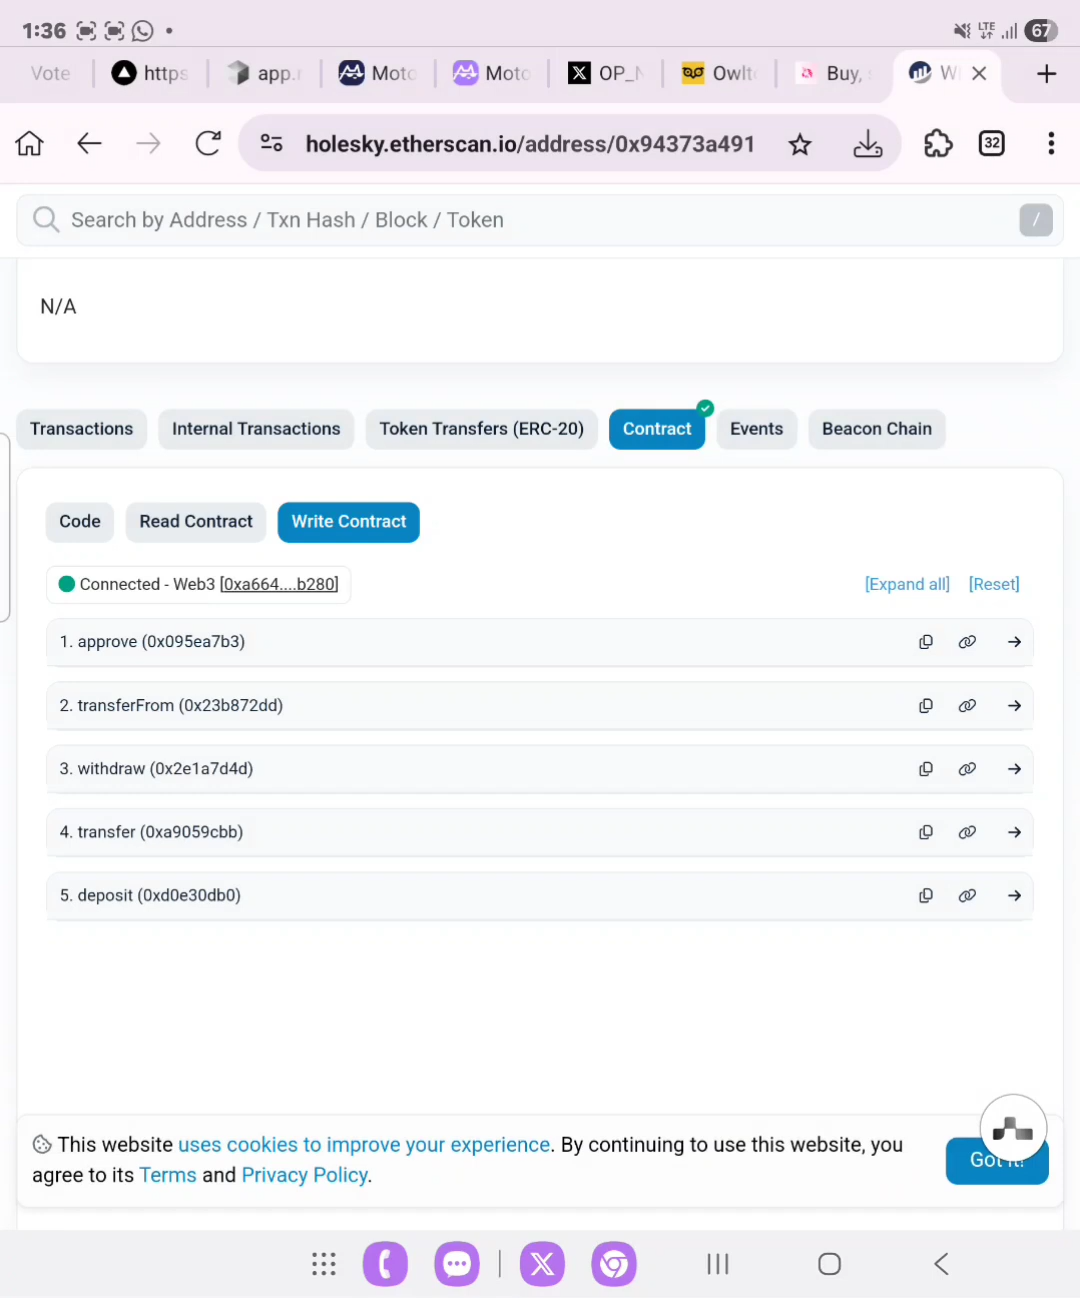 1:36
LTE
67
Vote
https
app.r
Moto
Moto
OP_N
Owlt
Buy, s
W
holesky.etherscan.io/address/0x94373a491
32
Search by Address / Txn Hash / Block / Token
/
N/A
Transactions
Internal Transactions
Token Transfers (ERC-20)
Contract
Events
Beacon Chain
Code
Read Contract
Write Contract
Connected - Web3 [0xa664....b280]
[Expand all]
[Reset]
1. approve (0x095ea7b3)
2. transferFrom (0x23b872dd)
3. withdraw (0x2e1a7d4d)
4. transfer (0xa9059cbb)
5. deposit (0xd0e30db0)
This website uses cookies to improve your experience. By continuing to use this website, you
agree to its Terms and Privacy Policy.
Got it!